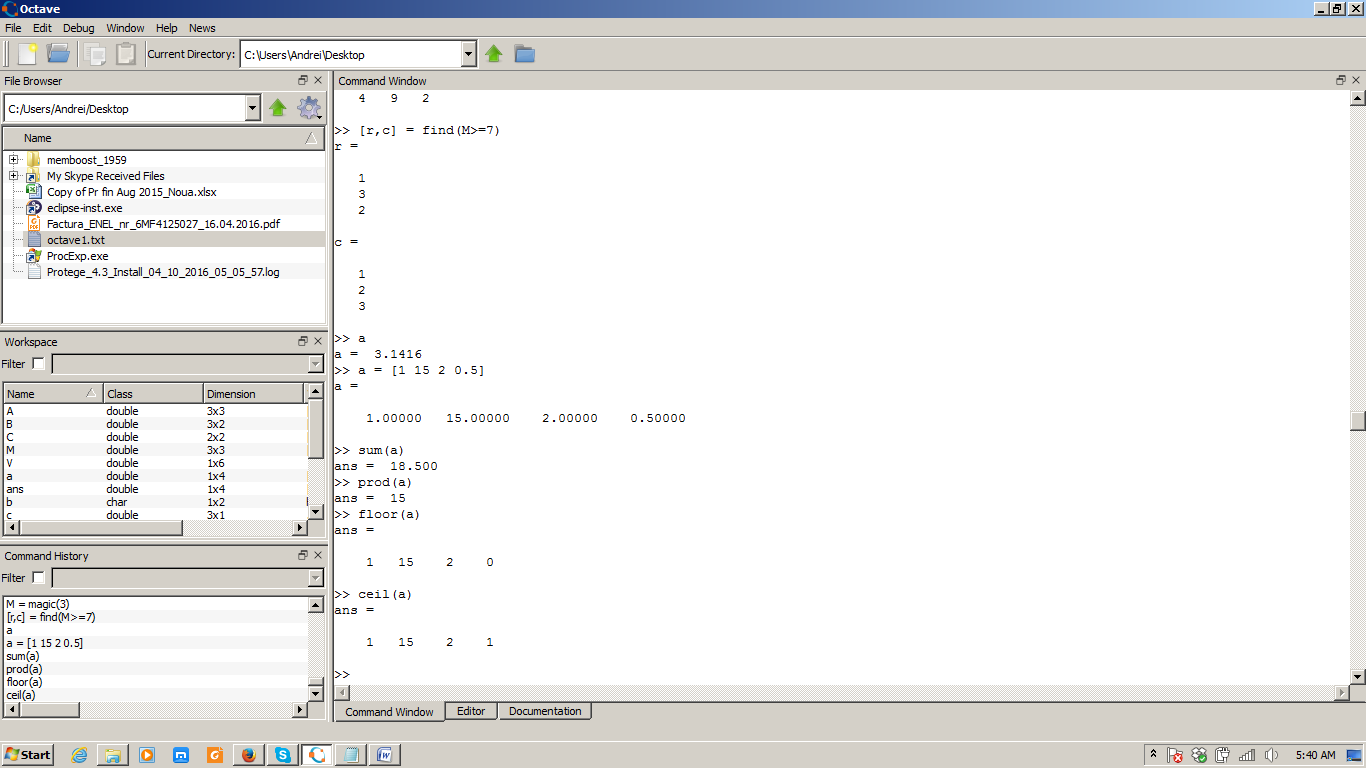 Octave
File Edit Debug Window Help News
Current Directory: C:\Users\Andrei\Desktop
File Browser
C:/Users/Andrei/Desktop
Name
memboost_1959
My Skype Received Files
Copy of Pr fin Aug 2015_Noua.xlsx
eclipse-inst.exe
Factura_ENEL_nr_6MF4125027_16.04.2016.pdf
octave1.txt
ProcExp.exe
Protege_4.3_Install_04_10_2016_05_05_57.log
Workspace
Filter
Name Class Dimension
A double 3x3
B double 3x2
C double 2x2
M double 3x3
V double 1x6
a double 1x4
ans double 1x4
b char 1x2
c double 3x1
Command History
Filter
M = magic(3)
[r,c] = find(M>=7)
a
a = [1 15 2 0.5]
sum(a)
prod(a)
floor(a)
ceil(a)
Command Window
4 9 2
>> [r,c] = find(M>=7)
r =
1
3
2
c =
1
2
3
>> a
a = 3.1416
>> a = [1 15 2 0.5]
a =
1.00000 15.00000 2.00000 0.50000
>> sum(a)
ans = 18.500
>> prod(a)
ans = 15
>> floor(a)
ans =
1 15 2 0
>> ceil(a)
ans =
1 15 2 1
>>
Command Window Editor Documentation
Start
5:40 AM